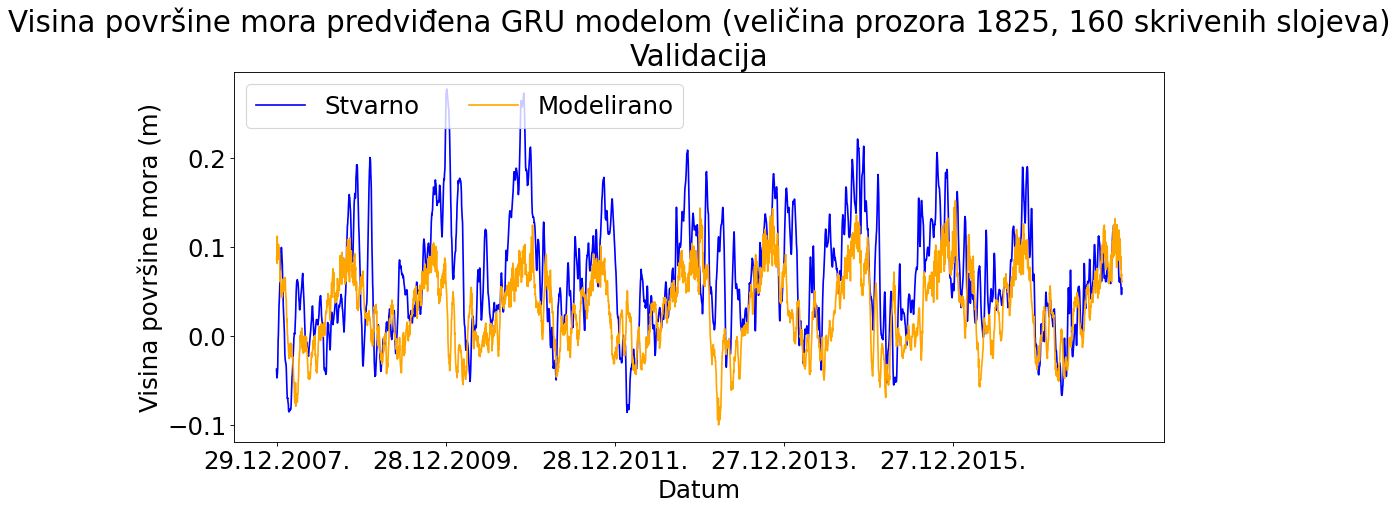 Visina površine mora predviđena GRU modelom (veličina prozora 1825, 160 skrivenih slojeva)
Validacija
Stvarno
Modelirano
Visina površine mora (m)
0.2
0.1
0.0
−0.1
29.12.2007.
28.12.2009.
28.12.2011.
27.12.2013.
27.12.2015.
Datum